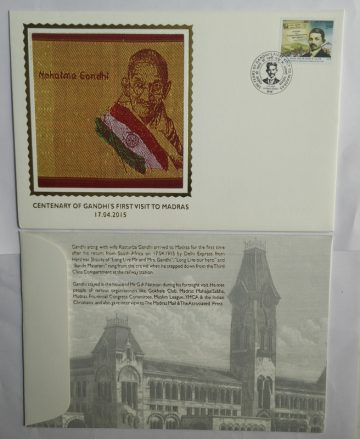 Mahatma Gandhi
CENTENARY OF GANDHI'S FIRST VISIT TO MADRAS
17.04.2015
Gandhi along with wife Kasturba Gandhi arrived to Madras for the first time
after his return from South Africa on 17/04/1915 by Delhi Express from
Haridwar. Shouts of "Long Live Mr and Mrs. Gandhi", "Long Live our hero" and
"Bande Mataram" rang from the crowd when he stepped down from the Third
Class Compartment at the railway station.
Gandhi stayed in the house of Mr G A Natesan during his fortnight visit. He met
people of various organisation like Gokhale Club, Madras Mahajan Sabha,
Madras Provincial Congress Committee, Muslim League, YMCA & the Indian
Christians and also gave interview to The Madras Mail & The Associated Press.